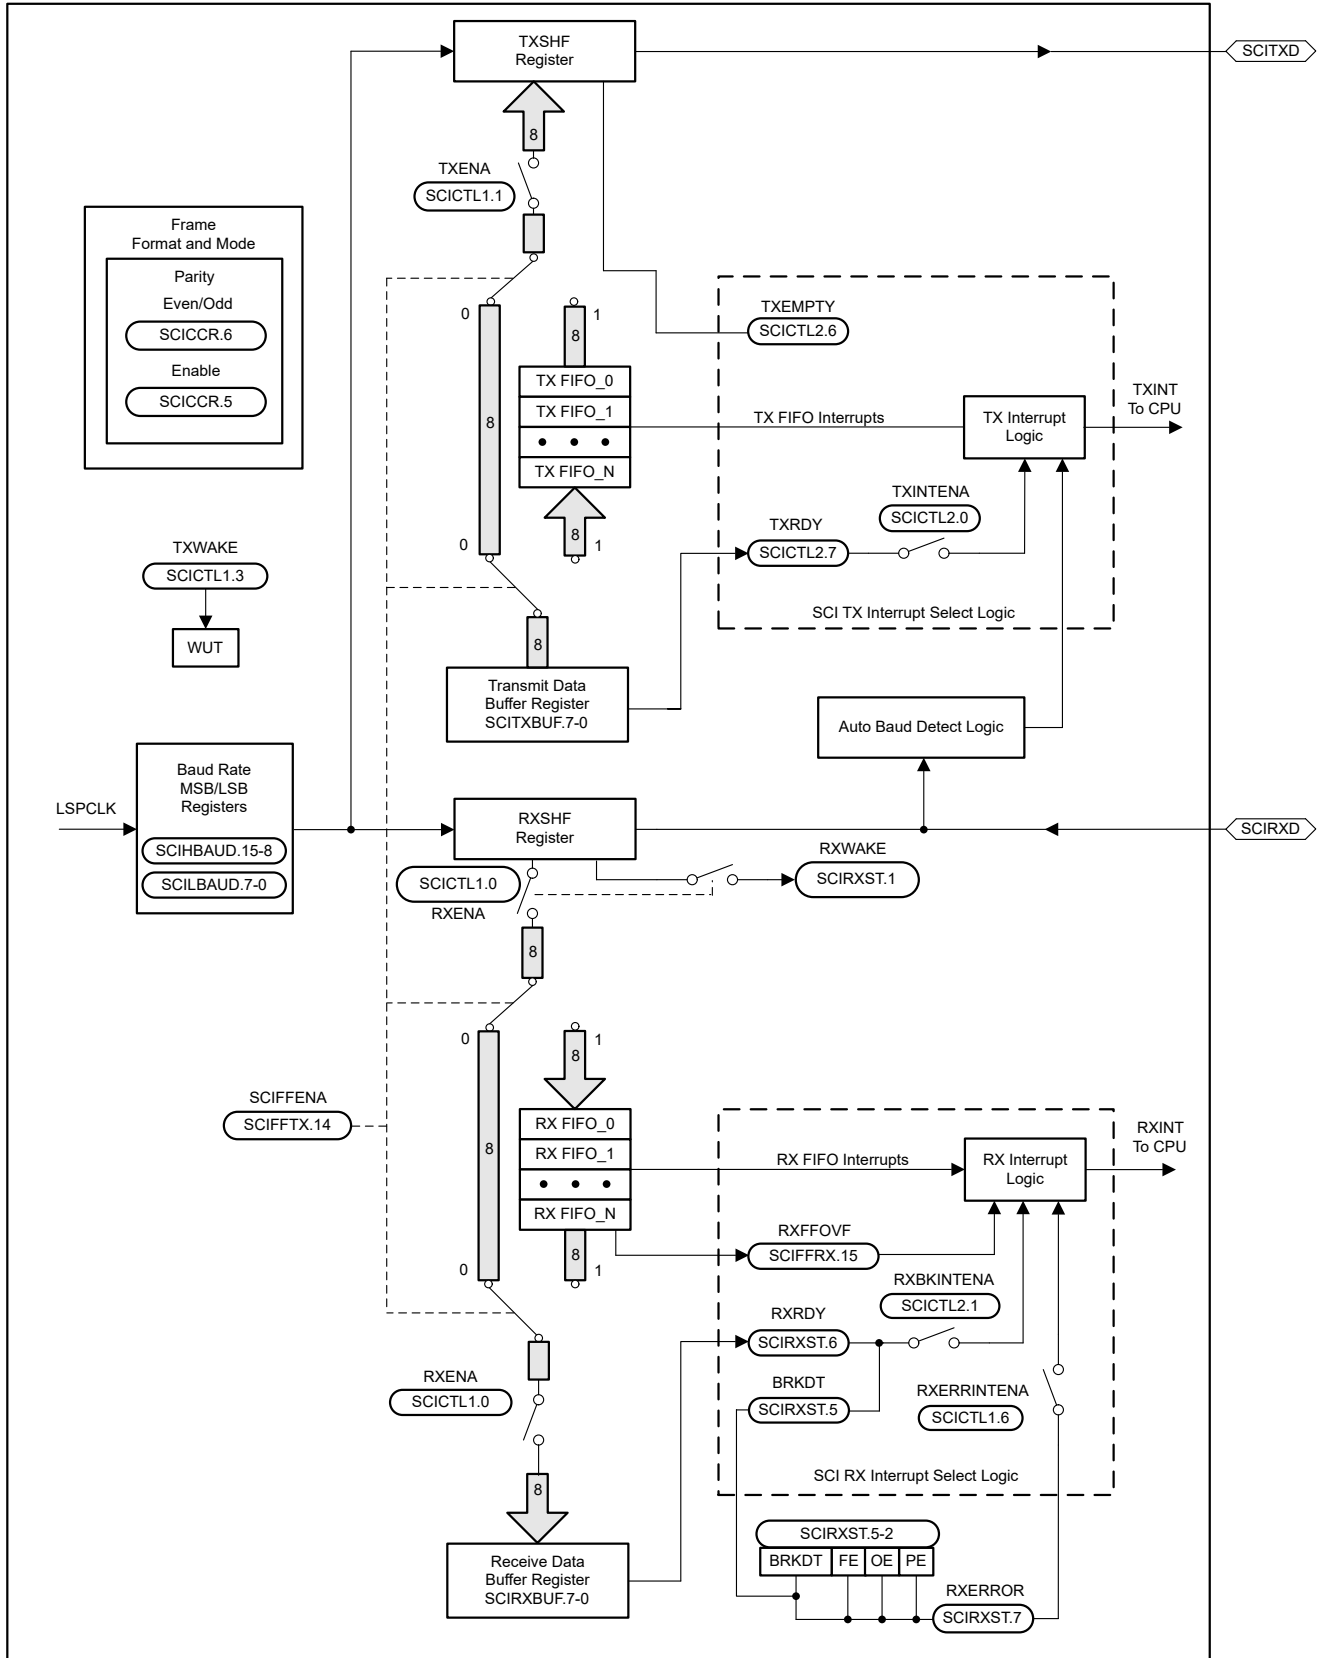 TXSHF
Register
SCITXD
8
TXENA
SCICTL1.1
Frame
Format and Mode
Parity
Even/Odd
SCICCR.6
Enable
SCICCR.5
0
8
0
1
8
TX FIFO_0
TX FIFO_1
TX FIFO_N
8
1
TXEMPTY
SCICTL2.6
TX FIFO Interrupts
TX Interrupt
Logic
TXINT
To CPU
TXINTENA
SCICTL2.0
TXRDY
SCICTL2.7
SCI TX Interrupt Select Logic
TXWAKE
SCICTL1.3
WUT
8
Transmit Data
Buffer Register
SCITXBUF.7-0
Auto Baud Detect Logic
LSPCLK
Baud Rate
MSB/LSB
Registers
SCIHBAUD.15-8
SCILBAUD.7-0
RXSHF
Register
SCIRXD
SCICTL1.0
RXENA
RXWAKE
SCIRXST.1
8
0
8
0
1
8
RX FIFO_0
RX FIFO_1
RX FIFO_N
8
1
SCIFFENA
SCIFFTX.14
RX FIFO Interrupts
RX Interrupt
Logic
RXINT
To CPU
RXFFOVF
SCIFFRX.15
RXBKINTENA
SCICTL2.1
RXRDY
SCIRXST.6
BRKDT
SCIRXST.5
RXERRINTENA
SCICTL1.6
SCI RX Interrupt Select Logic
RXENA
SCICTL1.0
8
Receive Data
Buffer Register
SCIRXBUF.7-0
SCIRXST.5-2
BRKDT FE OE PE
RXERROR
SCIRXST.7